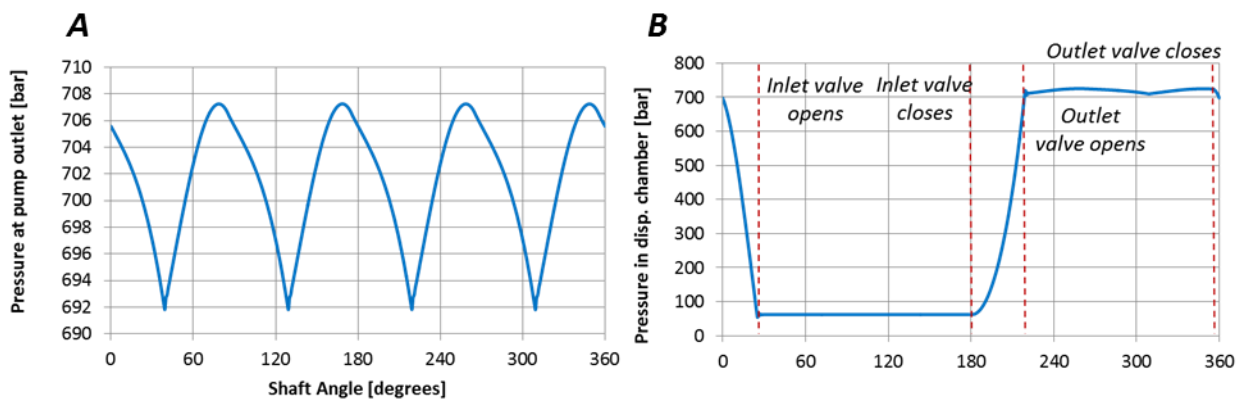 A
Pressure at pump outlet [bar]
710
708
706
704
702
700
698
696
694
692
690
0 60 120 180 240 300 360
Shaft Angle [degrees]
B
Outlet valve closes
Pressure in disp. chamber [bar]
800
700
600
500
400
300
200
100
0
Inlet valve
opens
Inlet valve
closes
Outlet
valve opens
0 60 120 180 240 300 360